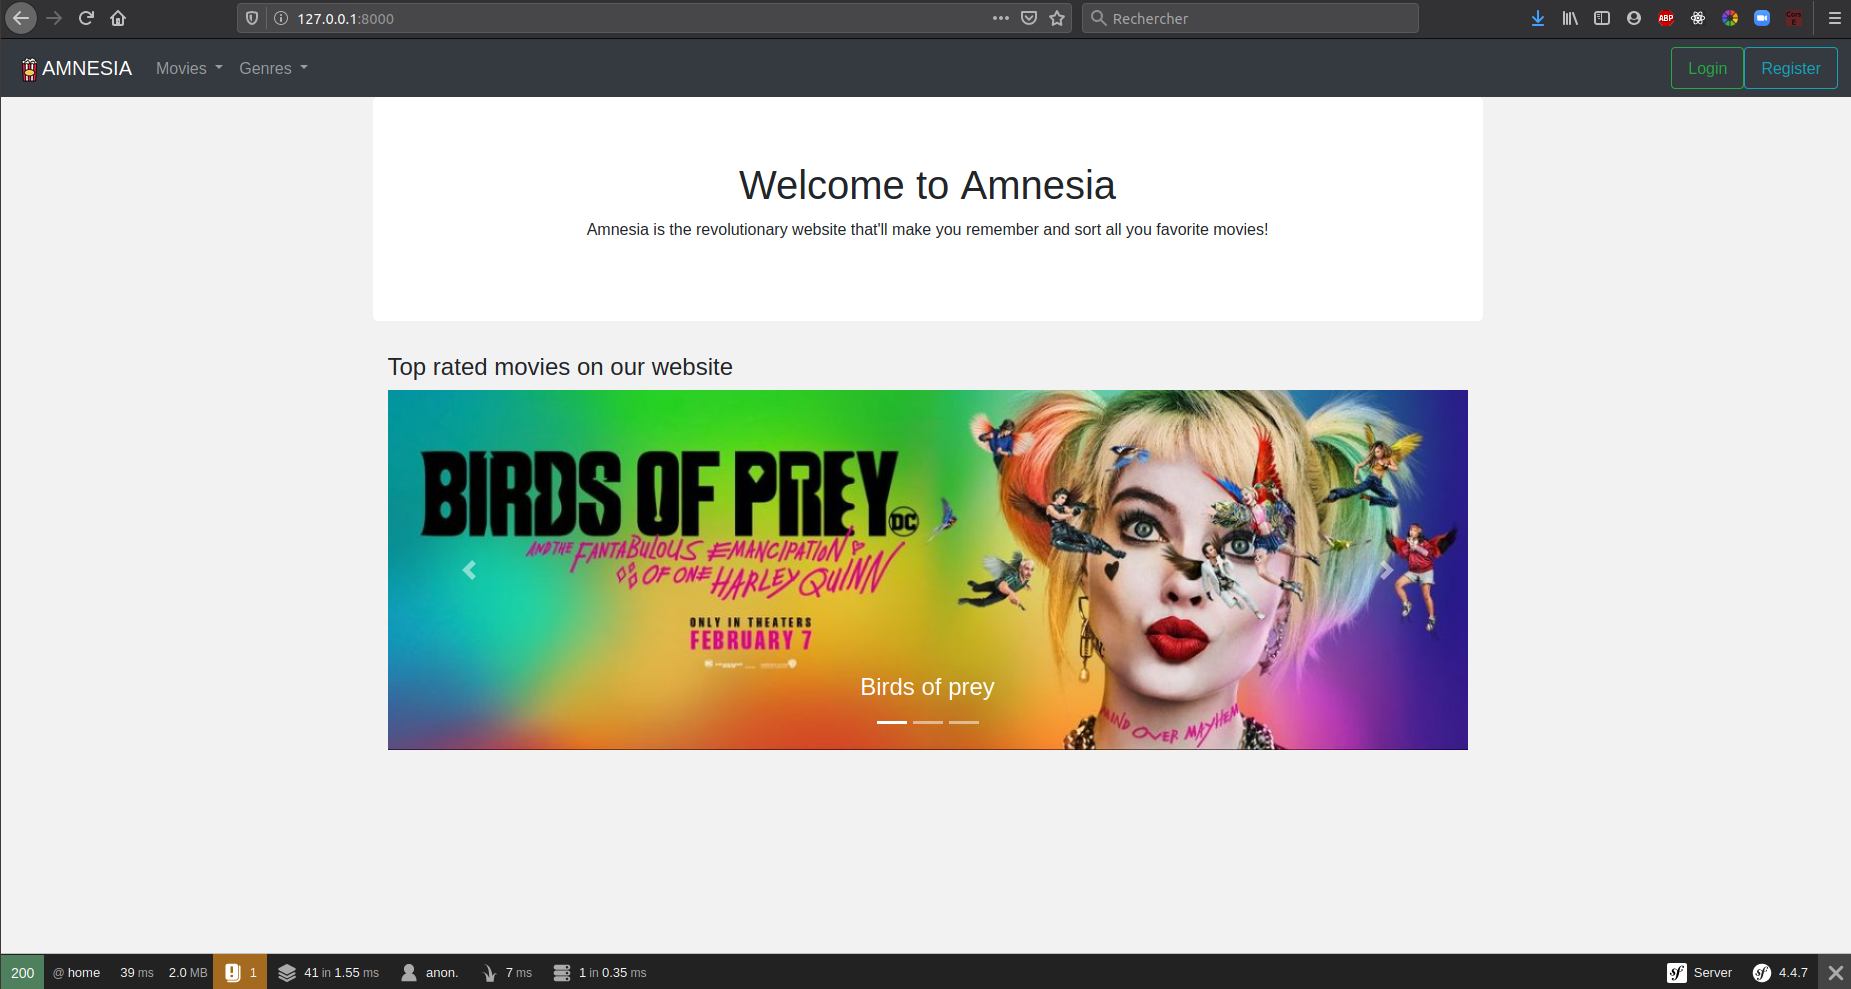 127.0.0.1:8000
Rechercher
ABP
AMNESIA
Movies
Genres
Login
Register
Welcome to Amnesia
Amnesia is the revolutionary website that'll make you remember and sort all you favorite movies!
Top rated movies on our website
BIRDS OF PREY
DC
AND THE FANTABULOUS EMANCIPATION
OF ONE HARLEY QUINN
ONLY IN THEATERS
FEBRUARY 7
Birds of prey
MIND OVER MAYHEM
200 @ home 39 ms 2.0 MB 1 41 in 1.55 ms anon. 7 ms 1 in 0.35 ms sf Server sf 4.4.7